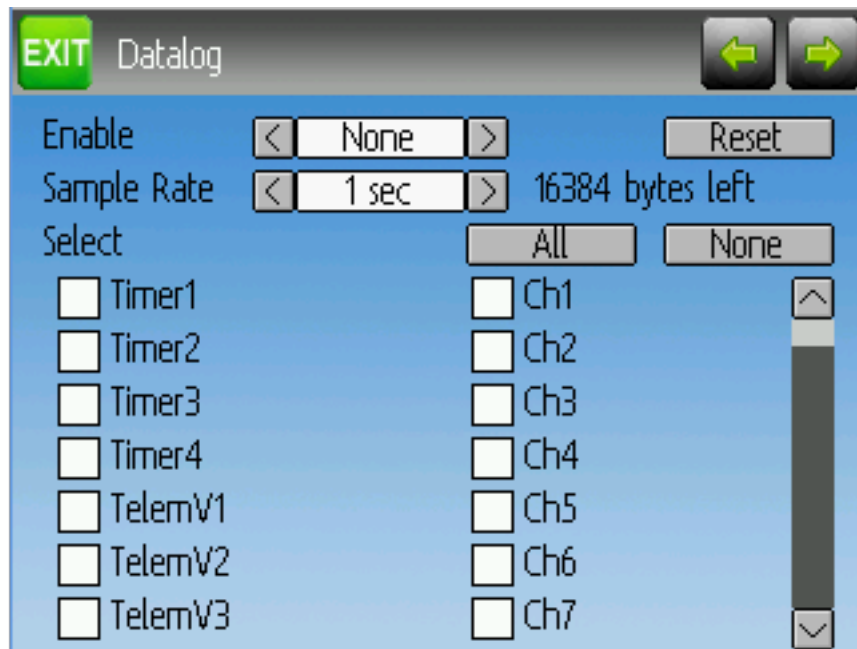 EXIT Datalog
Enable < None > Reset
Sample Rate < 1 sec > 16384 bytes left
Select All None
Timer1 Ch1
Timer2 Ch2
Timer3 Ch3
Timer4 Ch4
TelemV1 Ch5
TelemV2 Ch6
TelemV3 Ch7